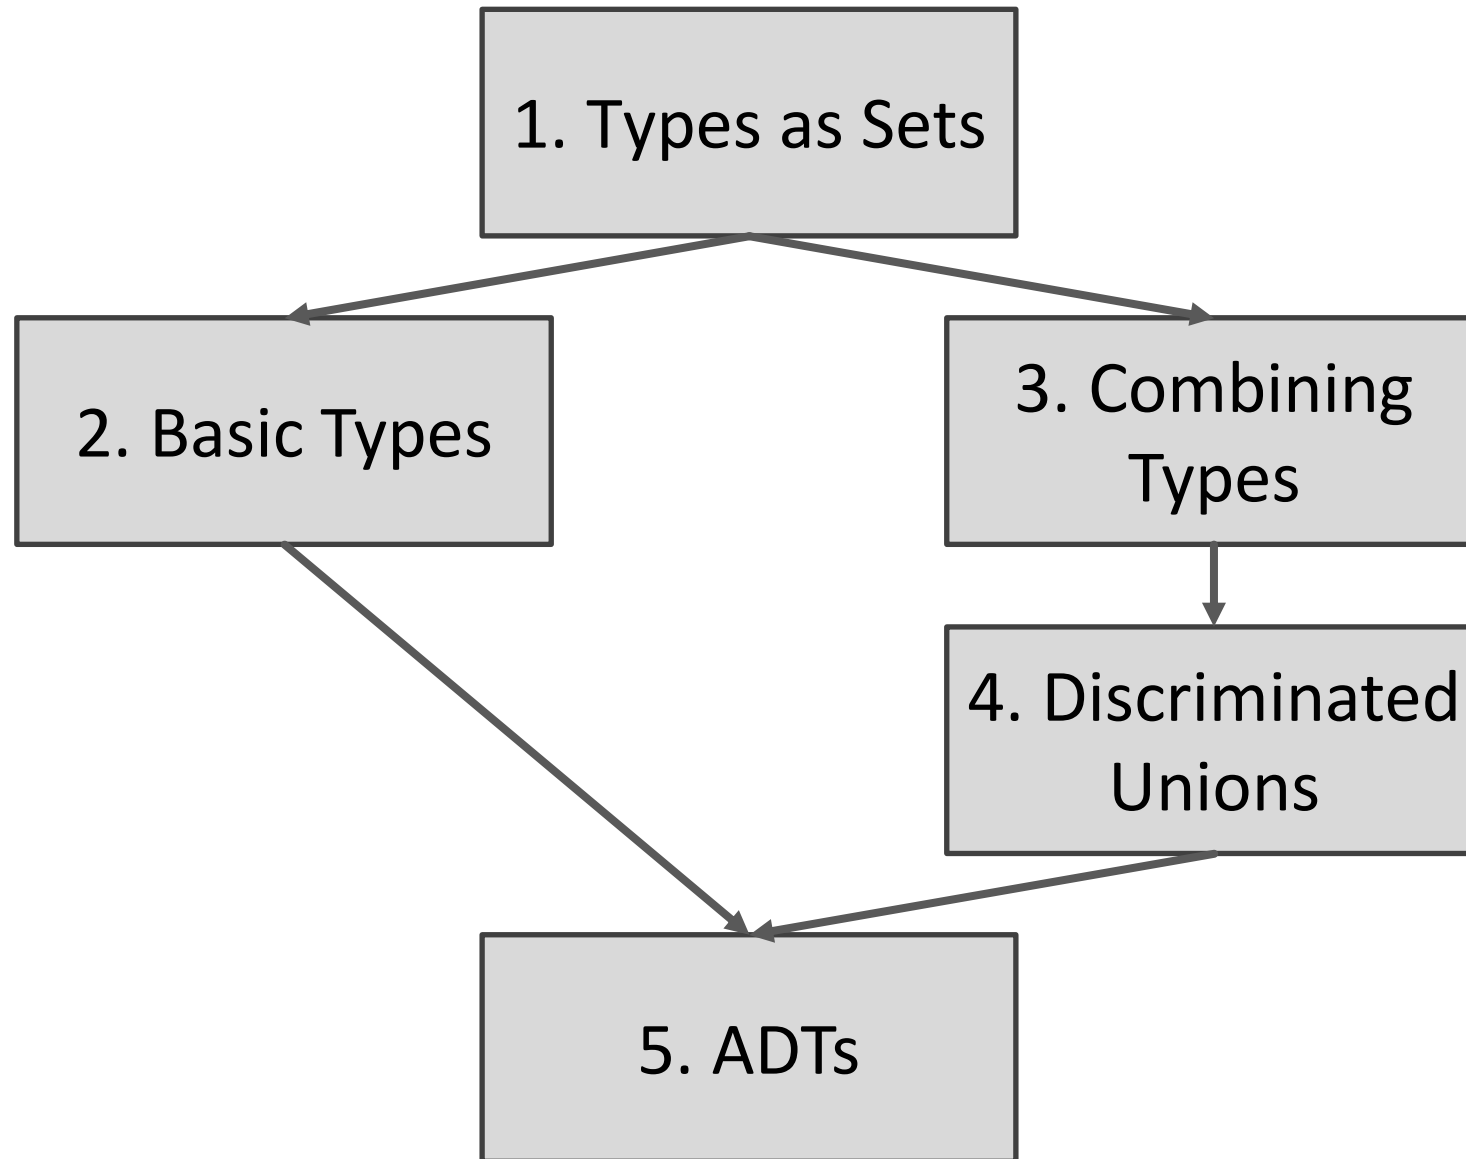 1. Types as Sets
2. Basic Types
3. Combining
Types
4. Discriminated
Unions
5. ADTs